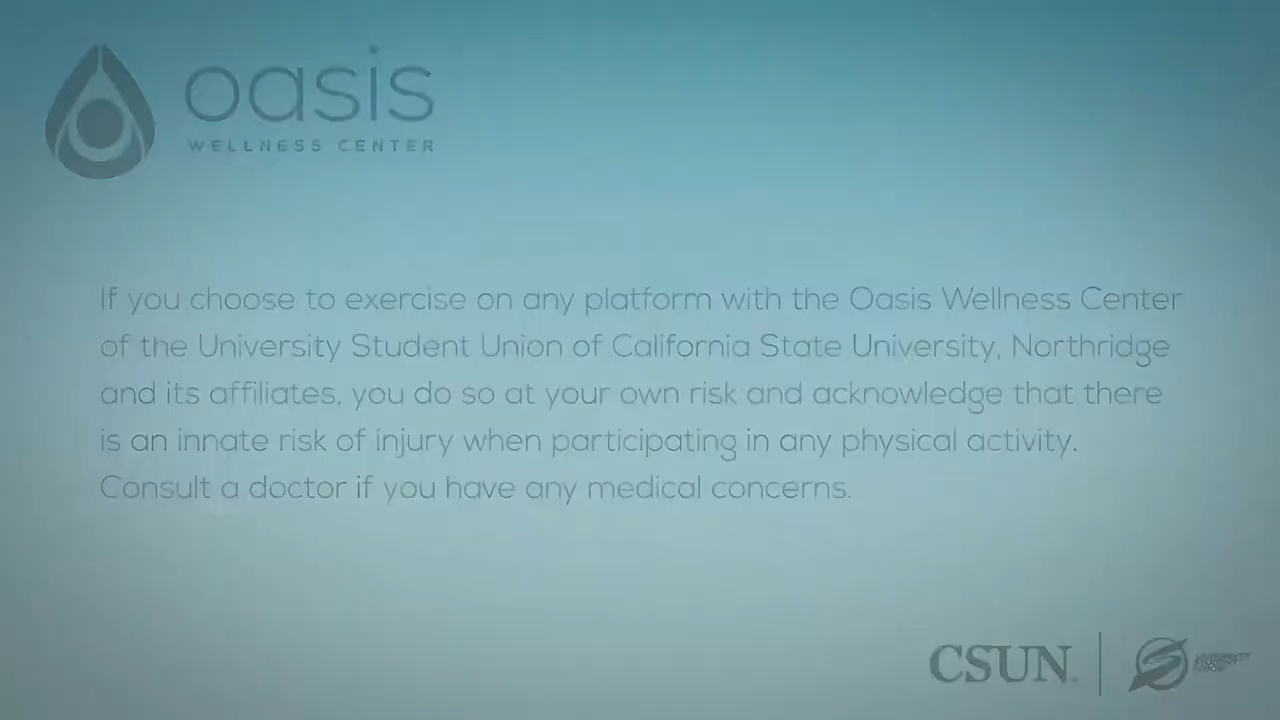 oasis
WELLNESS CENTER
If you choose to exercise on any platform with the Oasis Wellness Center
of the University Student Union of California State University, Northridge
and its affiliates, you do so at your own risk and acknowledge that there
is an innate risk of injury when participating in any physical activity.
Consult a doctor if you have any medical concerns.
CSUN
UNIVERSITY
STUDENT
UNION